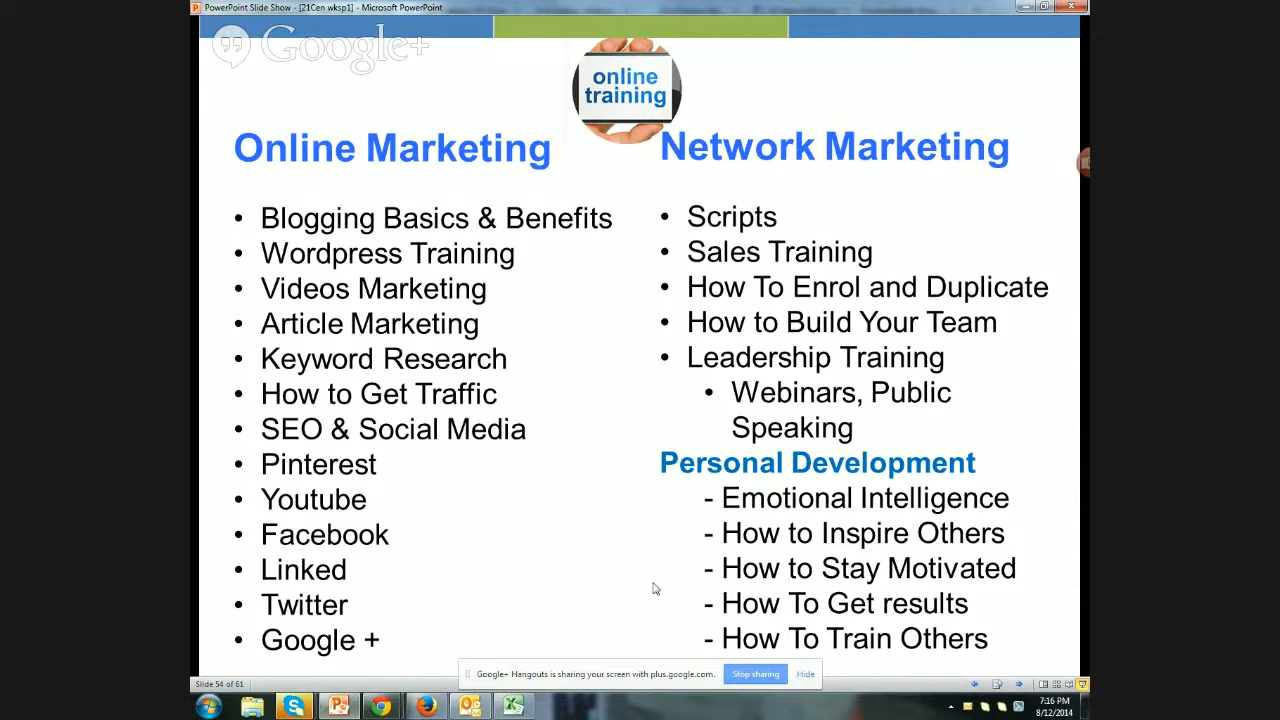 PowerPoint Slide Show - [21Cen wksp1] - Microsoft PowerPoint
Google+
online
training
Online Marketing
• Blogging Basics & Benefits
• Wordpress Training
• Videos Marketing
• Article Marketing
• Keyword Research
• How to Get Traffic
• SEO & Social Media
• Pinterest
• Youtube
• Facebook
• Linked
• Twitter
• Google +
Network Marketing
• Scripts
• Sales Training
• How To Enrol and Duplicate
• How to Build Your Team
• Leadership Training
• Webinars, Public
Speaking
Personal Development
- Emotional Intelligence
- How to Inspire Others
- How to Stay Motivated
- How To Get results
- How To Train Others
Google+ Hangouts is sharing your screen with plus.google.com. Stop sharing Hide
Slide 54 of 61
7:16 PM
8/12/2014